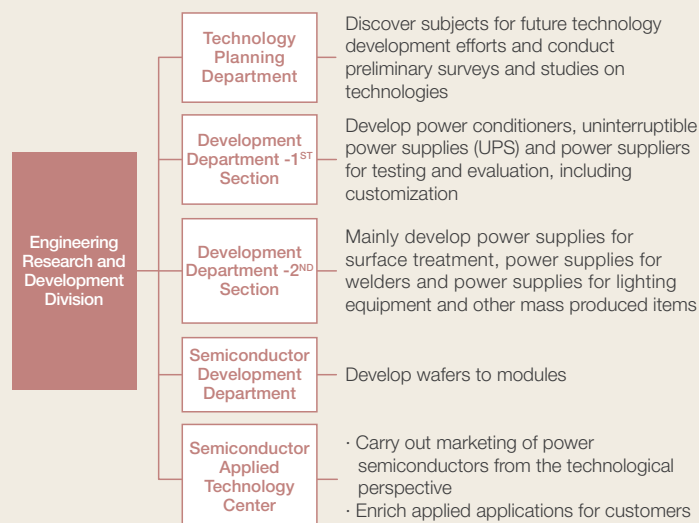 Engineering
Research and
Development
Division
Technology
Planning
Department
Discover subjects for future technology
development efforts and conduct
preliminary surveys and studies on
technologies
Development
Department -1ST
Section
Develop power conditioners, uninterruptible
power supplies (UPS) and power suppliers
for testing and evaluation, including
customization
Development
Department -2ND
Section
Mainly develop power supplies for
surface treatment, power supplies for
welders and power supplies for lighting
equipment and other mass produced items
Semiconductor
Development
Department
Develop wafers to modules
Semiconductor
Applied
Technology
Center
· Carry out marketing of power
semiconductors from the technological
perspective
· Enrich applied applications for customers